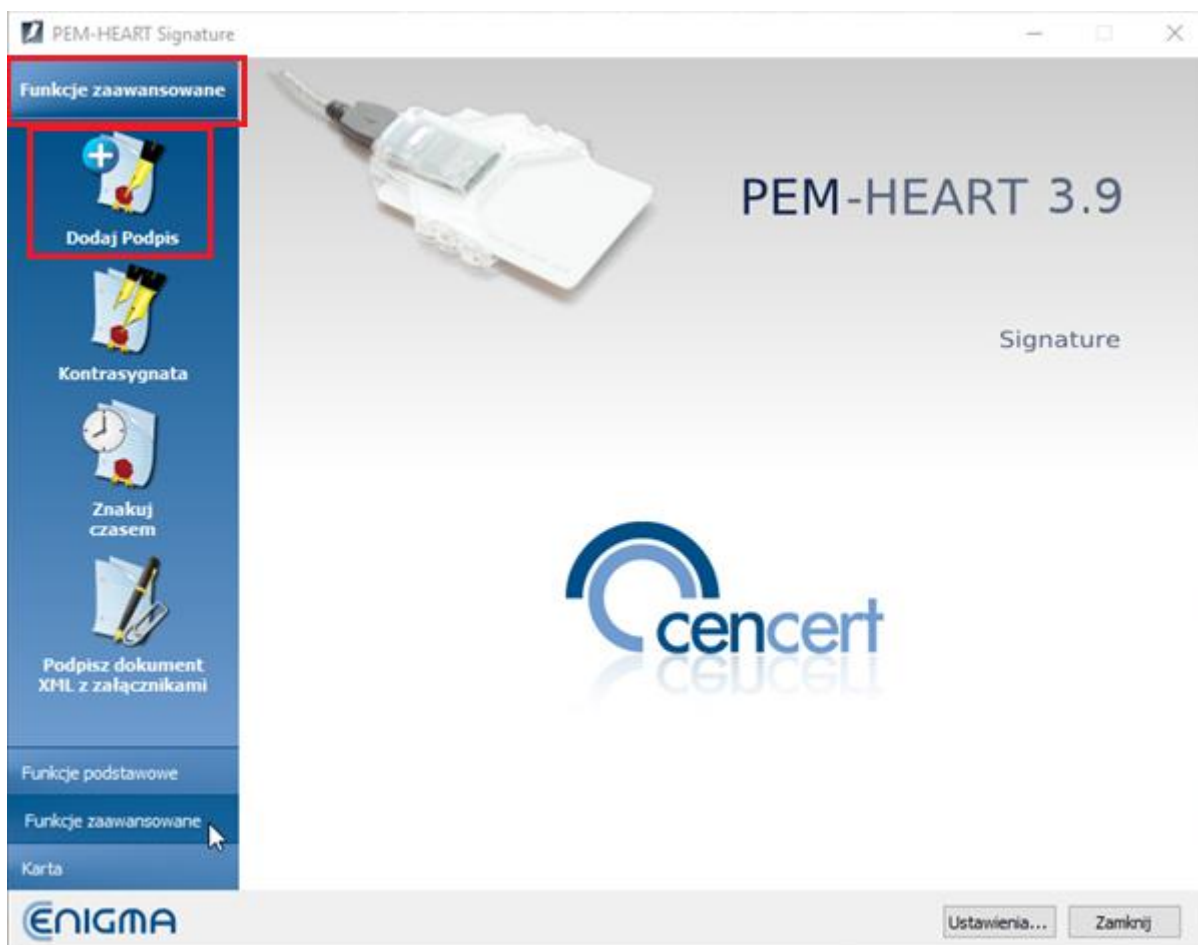 PEM-HEART Signature
Funkcje zaawansowane
Dodaj Podpis
Kontrasygnata
Znakuj
czasem
Podpisz dokument
XML z załącznikami
Funkcje podstawowe
Funkcje zaawansowane
Karta
PEM-HEART 3.9
Signature
cencert
ENIGMA
Ustawienia...
Zamknij